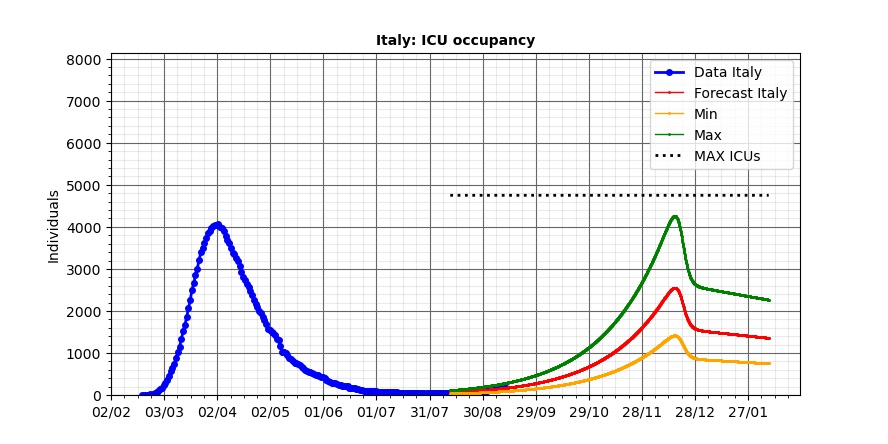 Italy: ICU occupancy
Individuals
8000
7000
6000
5000
4000
3000
2000
1000
0
02/02 03/03 02/04 02/05 01/06 01/07 31/07 30/08 29/09 29/10 28/11 28/12 27/01
Data Italy
Forecast Italy
Min
Max
MAX ICUs